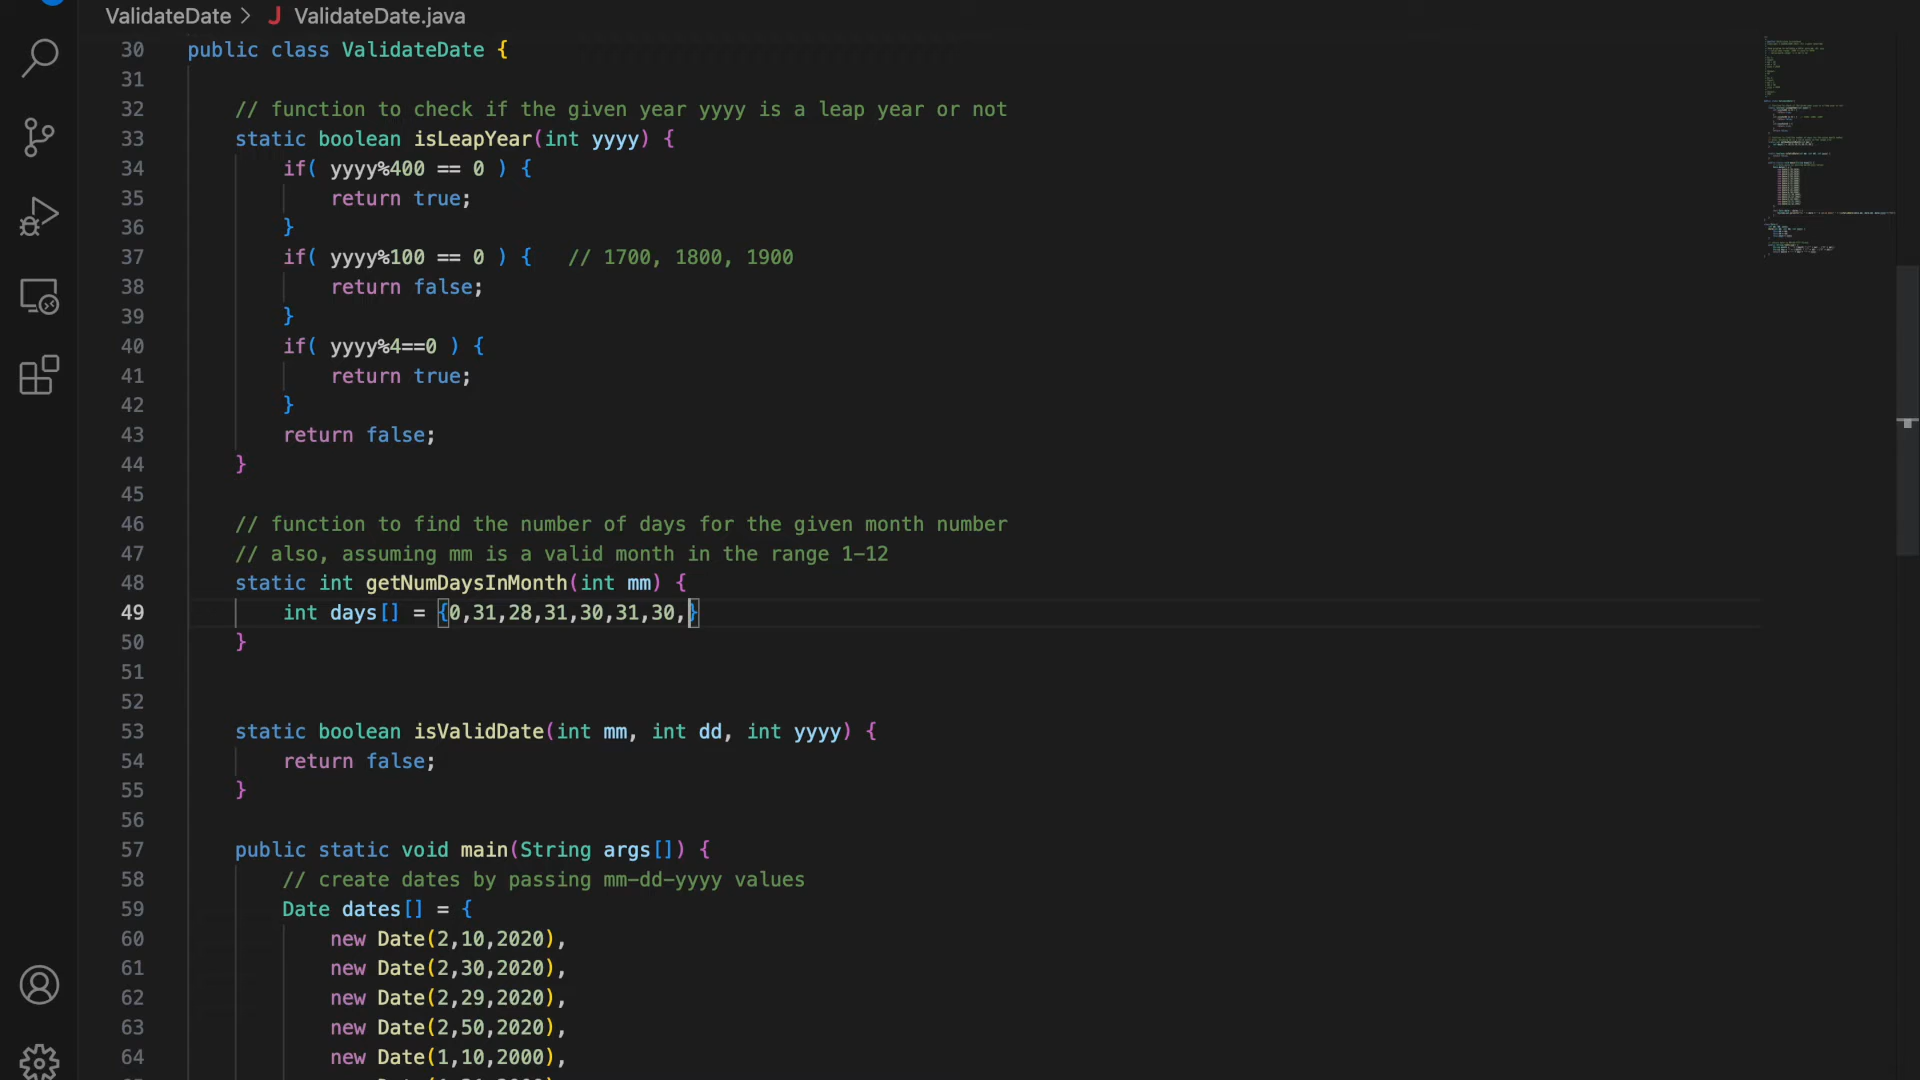 ValidateDate > J ValidateDate.java
30 public class ValidateDate {
31
32 // function to check if the given year yyyy is a leap year or not
33 static boolean isLeapYear(int yyyy) {
34 if( yyyy%400 == 0 ) {
35 return true;
36 }
37 if( yyyy%100 == 0 ) { // 1700, 1800, 1900
38 return false;
39 }
40 if( yyyy%4==0 ) {
41 return true;
42 }
43 return false;
44 }
45
46 // function to find the number of days for the given month number
47 // also, assuming mm is a valid month in the range 1-12
48 static int getNumDaysInMonth(int mm) {
49 int days[] = {0,31,28,31,30,31,30,}
50 }
51
52
53 static boolean isValidDate(int mm, int dd, int yyyy) {
54 return false;
55 }
56
57 public static void main(String args[]) {
58 // create dates by passing mm-dd-yyyy values
59 Date dates[] = {
60 new Date(2,10,2020),
61 new Date(2,30,2020),
62 new Date(2,29,2020),
63 new Date(2,50,2020),
64 new Date(1,10,2000),